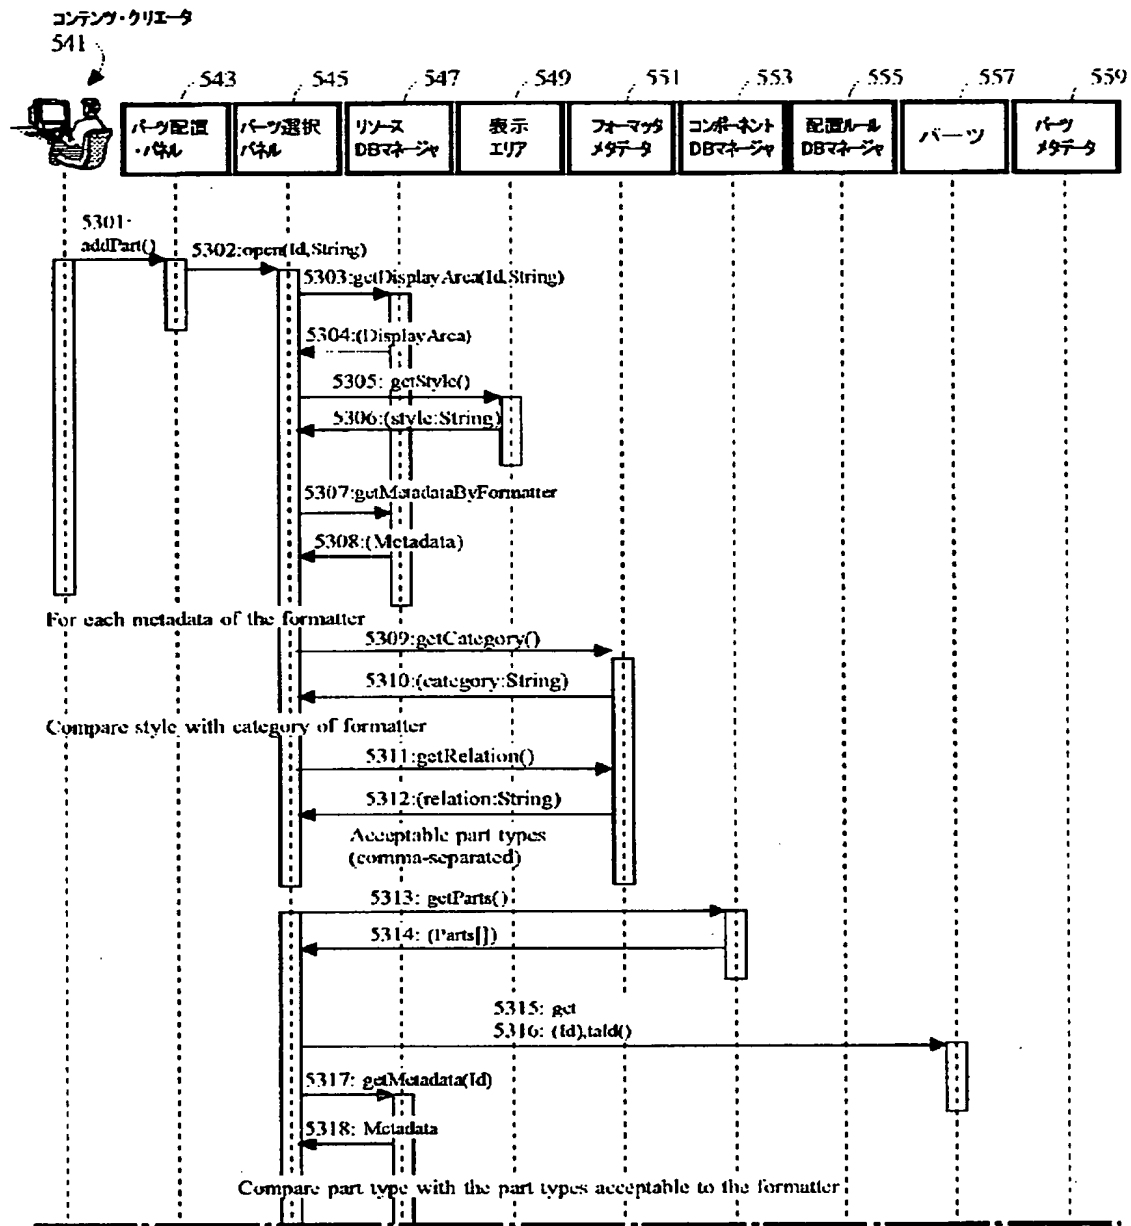 コンテンツ・クリエータ
541
543
545
547
549
551
553
555
557
559
パーツ配置
・パネル
パーツ選択
パネル
リソース
DBマネージャ
表示
エリア
フォーマッタ
メタデータ
コンポーネント
DBマネージャ
配置ルール
DBマネージャ
パーツ
パーツ
メタデータ
5301:
addPart()
5302:open(Id,String)
5303:getDisplayArea(Id,String)
5304:(DisplayArea)
5305: getStyle()
5306:(style:String)
5307:getMetadataByFormatter
5308:(Metadata)
For each metadata of the formatter
5309:getCategory()
5310:(category:String)
Compare style with category of formatter
5311:getRelation()
5312:(relation:String)
Acceptable part types
(comma-separated)
5313: getParts()
5314: (Parts[])
5315: get
5316: (Id),taId()
5317: getMetadata(Id)
5318: Metadata
Compare part type with the part types acceptable to the formatter